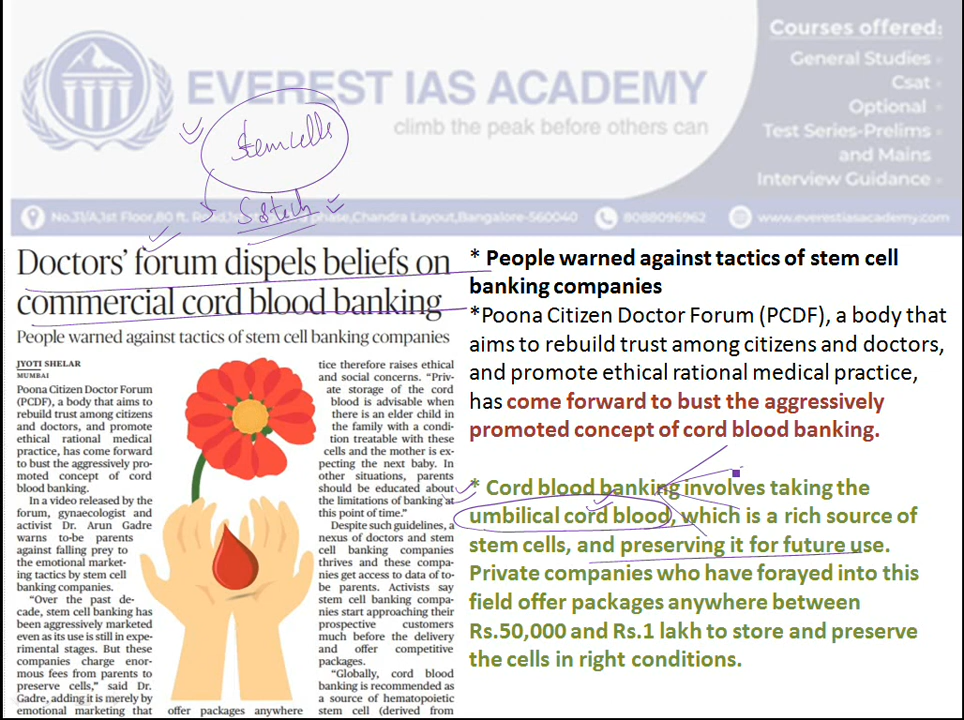 Courses offered:
General Studies
Csat
Optional
Test Series-Prelims
and Mains
Interview Guidance
EVEREST IAS ACADEMY
climb the peak before others can
Stemcells
S&tech
No.31/A,1st Floor,80 ft. Chandra Layout,Bangalore-560040
8088096962
www.everestiasacademy.com
Doctors’ forum dispels beliefs on
commercial cord blood banking
People warned against tactics of stem cell banking companies
JYOTI SHELAR
MUMBAI
Poona Citizen Doctor Forum
(PCDF), a body that aims to
rebuild trust among citizens
and doctors, and promote
ethical rational medical
practice, has come forward
to bust the aggressively pro-
moted concept of cord
blood banking.
In a video released by the
forum, gynaecologist and
activist Dr. Arun Gadre
warns to-be parents
against falling prey to
the emotional market-
ing tactics by stem cell
banking companies.
“Over the past de-
cade, stem cell banking has
been aggressively marketed
even as its use is still in expe-
rimental stages. But these
companies charge enor-
mous fees from parents to
preserve cells,” said Dr.
Gadre, adding it is merely by
emotional marketing that
offer packages anywhere
tice therefore raises ethical
and social concerns. “Priv-
ate storage of the cord
blood is advisable when
there is an elder child in
the family with a condi-
tion treatable with these
cells and the mother is ex-
pecting the next baby. In
other situations, parents
should be educated about
the limitations of banking at
this point of time.”
Despite such guidelines, a
nexus of doctors and stem
cell banking companies
thrives and these compa-
nies get access to data of to-
be parents. Activists say
stem cell banking compa-
nies start approaching their
prospective customers
much before the delivery
and offer competitive
packages.
“Globally, cord blood
banking is recommended as
a source of hematopoietic
stem cell (derived from
* People warned against tactics of stem cell
banking companies
*Poona Citizen Doctor Forum (PCDF), a body that
aims to rebuild trust among citizens and doctors,
and promote ethical rational medical practice,
has come forward to bust the aggressively
promoted concept of cord blood banking.
* Cord blood banking involves taking the
umbilical cord blood, which is a rich source of
stem cells, and preserving it for future use.
Private companies who have forayed into this
field offer packages anywhere between
Rs.50,000 and Rs.1 lakh to store and preserve
the cells in right conditions.